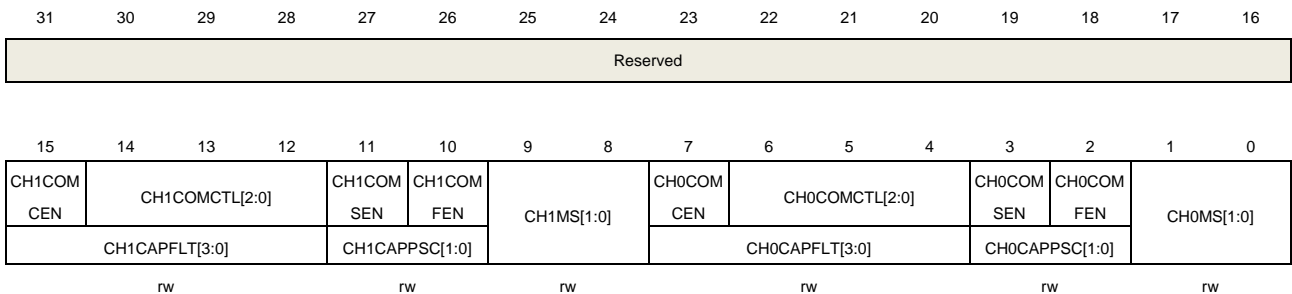 31 30 29 28 27 26 25 24 23 22 21 20 19 18 17 16
Reserved
15 14 13 12 11 10 9 8 7 6 5 4 3 2 1 0
CH1COM CEN CH1COMCTL[2:0] CH1COM SEN CH1COM FEN CH1MS[1:0] CH0COM CEN CH0COMCTL[2:0] CH0COM SEN CH0COM FEN CH0MS[1:0]
CH1CAPFLT[3:0] CH1CAPPSC[1:0] CH0CAPFLT[3:0] CH0CAPPSC[1:0]
rw rw rw rw rw rw